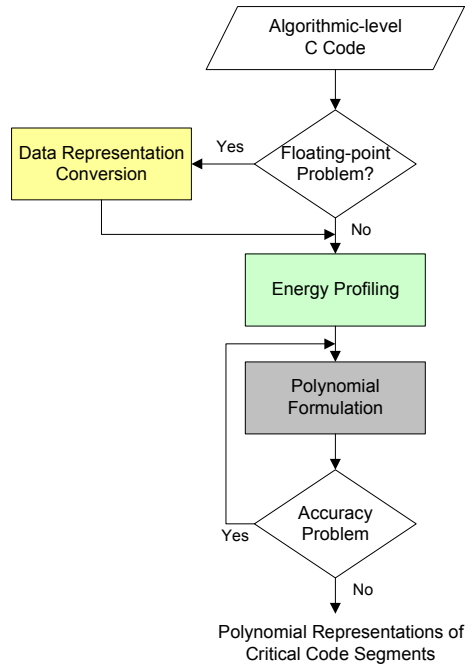 Algorithmic-level
C Code
Yes
Data Representation
Conversion
Floating-point
Problem?
No
Energy Profiling
Polynomial
Formulation
Accuracy
Problem
Yes
No
Polynomial Representations of
Critical Code Segments